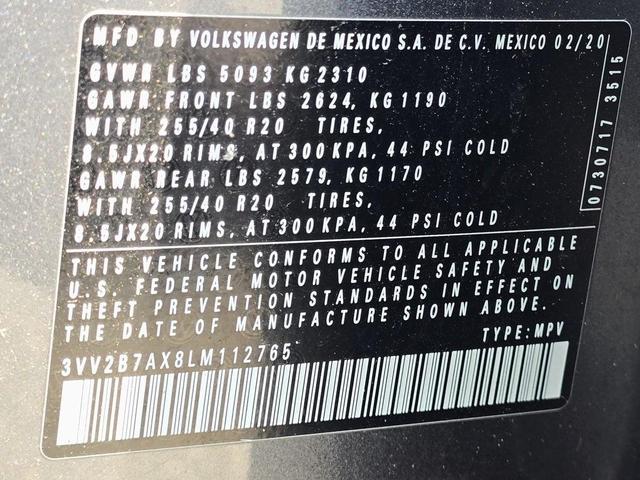 MFD BY VOLKSWAGEN DE MEXICO S.A. DE C.V. MEXICO 02/20
GVWR LBS 5093 KG 2310
GAWR FRONT LBS 2624, KG 1190
WITH 255/40 R20 TIRES,
8.5JX20 RIMS, AT 300 KPA, 44 PSI COLD
GAWR REAR LBS 2579, KG 1170
WITH 255/40 R20 TIRES,
8.5JX20 RIMS, AT 300 KPA, 44 PSI COLD
0730717 3515
THIS VEHICLE CONFORMS TO ALL APPLICABLE
U.S. FEDERAL MOTOR VEHICLE SAFETY AND
THEFT PREVENTION STANDARDS IN EFFECT ON
THE DATE OF MANUFACTURE SHOWN ABOVE.
TYPE: MPV
3VV2B7AX8LM112765